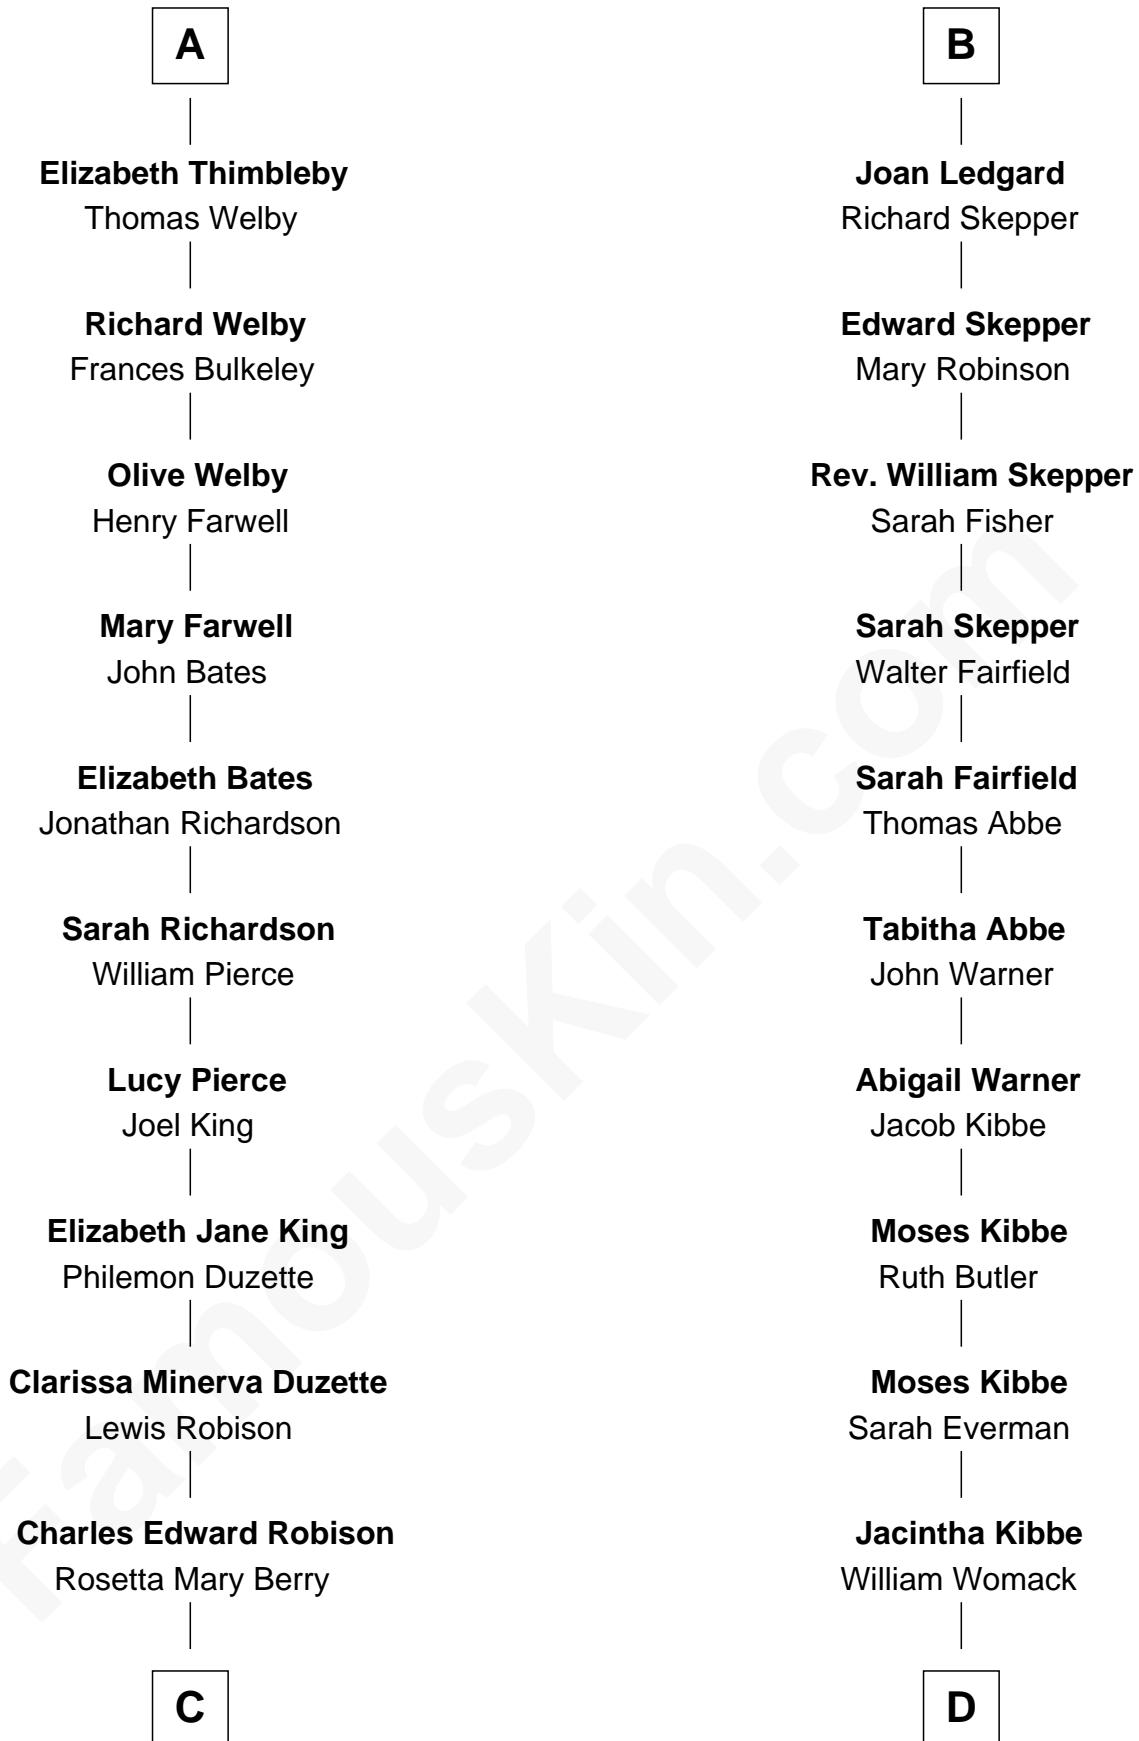 A
Elizabeth Thimbleby
Thomas Welby
Richard Welby
Frances Bulkeley
Olive Welby
Henry Farwell
Mary Farwell
John Bates
Elizabeth Bates
Jonathan Richardson
Sarah Richardson
William Pierce
Lucy Pierce
Joel King
Elizabeth Jane King
Philemon Duzette
Clarissa Minerva Duzette
Lewis Robison
Charles Edward Robison
Rosetta Mary Berry
C
B
Joan Ledgard
Richard Skepper
Edward Skepper
Mary Robinson
Rev. William Skepper
Sarah Fisher
Sarah Skepper
Walter Fairfield
Sarah Fairfield
Thomas Abbe
Tabitha Abbe
John Warner
Abigail Warner
Jacob Kibbe
Moses Kibbe
Ruth Butler
Moses Kibbe
Sarah Everman
Jacintha Kibbe
William Womack
D
FamousKin.com